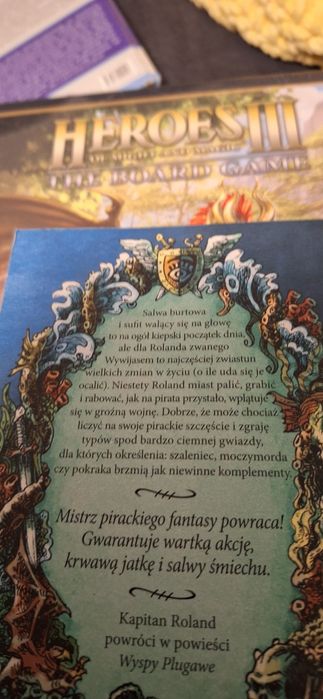 HEROES III
OF MIGHT AND MAGIC
THE BOARD GAME
Salwa burtowa
i sufit walący się na głowę
to na ogół kiepski początek dnia,
ale dla Rolanda zwanego
Wywijasem to najczęściej zwiastun
wielkich zmian w życiu (o ile uda się je
ocalić). Niestety Roland miast palić, grabić
i rabować, jak na pirata przystało, wplątuje
się w groźną wojnę. Dobrze, że może chociaż
liczyć na swoje pirackie szczęście i zgraję
typów spod bardzo ciemnej gwiazdy,
dla których określenia: szaleniec, moczymorda
czy pokraka brzmią jak niewinne komplementy.
Mistrz pirackiego fantasy powraca!
Gwarantuje wartką akcję,
krwawą jatkę i salwy śmiechu.
Kapitan Roland
powróci w powieści
Wyspy Plugawe